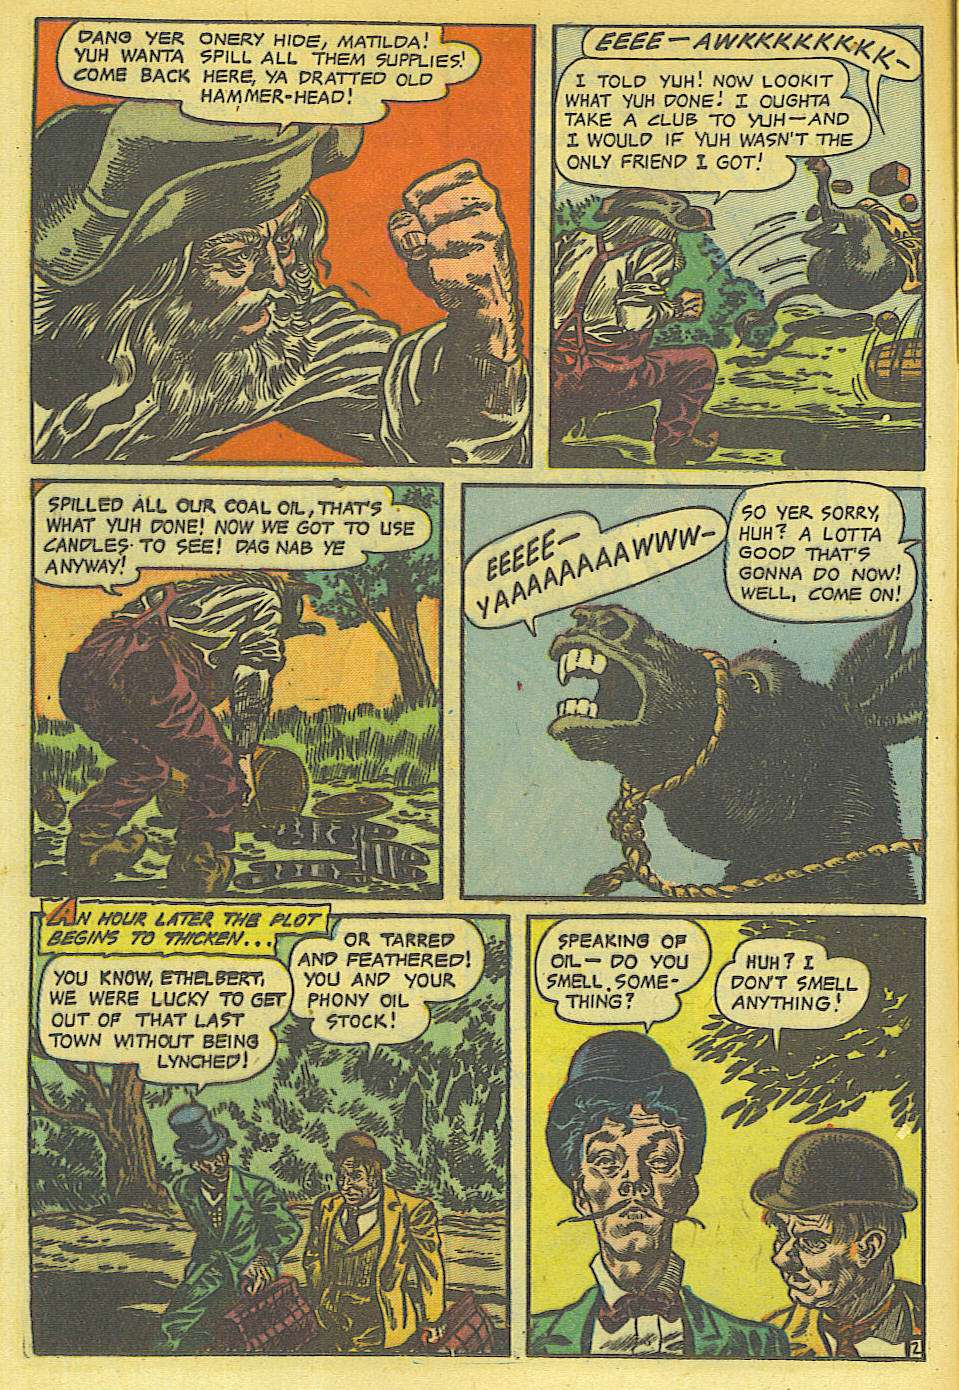 DANG YER ONERY HIDE, MATILDA!
YUH WANTA SPILL ALL THEM SUPPLIES!
COME BACK HERE, YA DRATTED OLD
HAMMER-HEAD!
EEEE-AWKKKKKKKK-
I TOLD YUH! NOW LOOKIT
WHAT YUH DONE! I OUGHTA
TAKE A CLUB TO YUH—AND
I WOULD IF YUH WASN'T THE
ONLY FRIEND I GOT!
SPILLED ALL OUR COAL OIL, THAT'S
WHAT YUH DONE! NOW WE GOT TO USE
CANDLES TO SEE! DAG NAB YE
ANYWAY!
EEEEE-
YAAAAAAAAWWW-
SO YER SORRY,
HUH? A LOTTA
GOOD THAT'S
GONNA DO NOW!
WELL, COME ON!
AN HOUR LATER THE PLOT
BEGINS TO THICKEN...
YOU KNOW, ETHELBERT,
WE WERE LUCKY TO GET
OUT OF THAT LAST
TOWN WITHOUT BEING
LYNCHED!
OR TARRED
AND FEATHERED!
YOU AND YOUR
PHONY OIL
STOCK!
SPEAKING OF
OIL— DO YOU
SMELL SOME-
THING?
HUH? I
DON'T SMELL
ANYTHING!
2